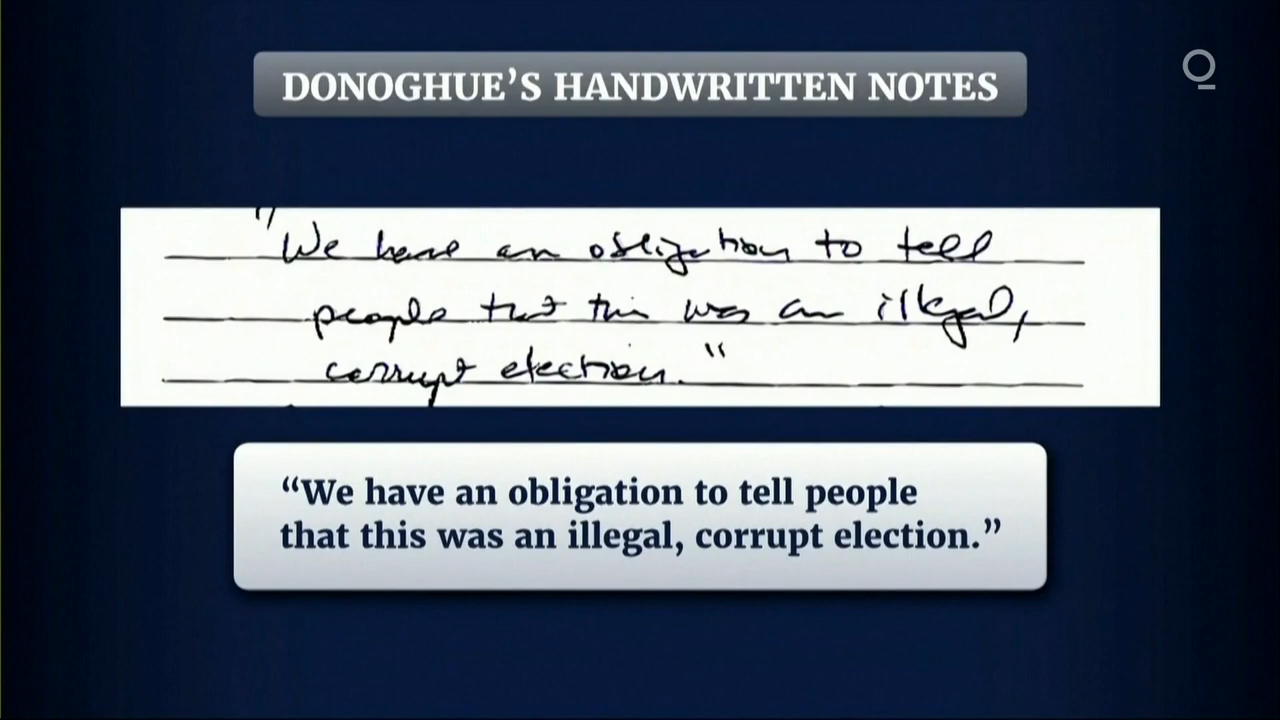 DONOGHUE’S HANDWRITTEN NOTES
"We have an obligation to tell
people that this was an illegal,
corrupt election."
“We have an obligation to tell people
that this was an illegal, corrupt election.”